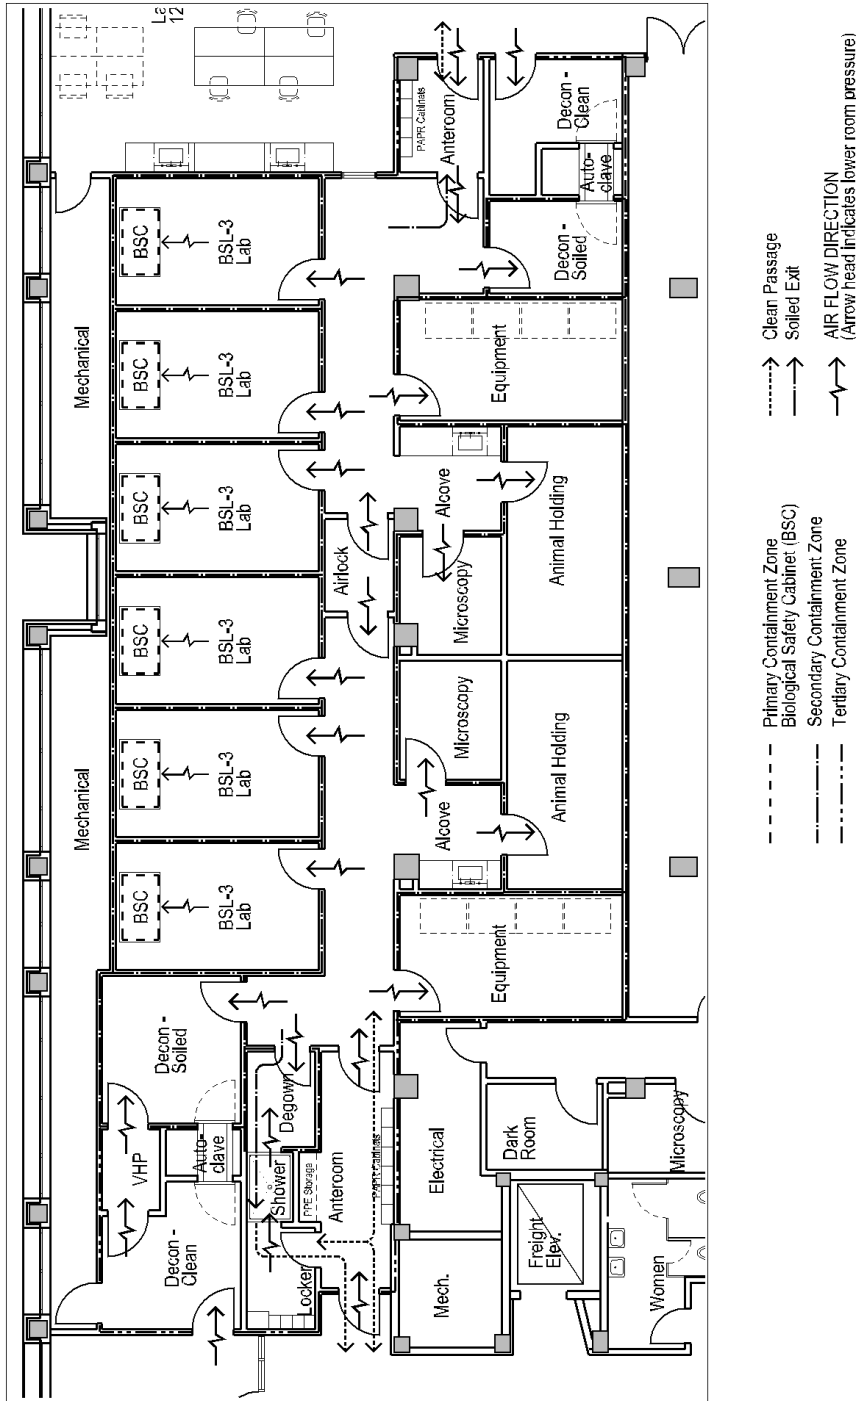 La
12
Mechanical
Mechanical
BSC
BSL-3
Lab
BSC
BSL-3
Lab
BSC
BSL-3
Lab
BSC
BSL-3
Lab
BSC
BSL-3
Lab
BSC
BSL-3
Lab
Decon -
Soiled
VHP
Auto-
clave
Decon -
Clean
Degown
Shower
Locker
PPE Storage
Anteroom
PAPR Cabinets
Airlock
PAPR Cabinets
Anteroom
Decon -
Clean
Auto-
clave
Decon -
Soiled
Equipment
Alcove
Microscopy
Animal Holding
Microscopy
Alcove
Animal Holding
Equipment
Electrical
Dark
Room
Microscopy
Mech.
Freight
Elev.
Women
Primary Containment Zone
Biological Safety Cabinet (BSC)
Secondary Containment Zone
Tertiary Containment Zone
Clean Passage
Soiled Exit
AIR FLOW DIRECTION
(Arrow head indicates lower room pressure)